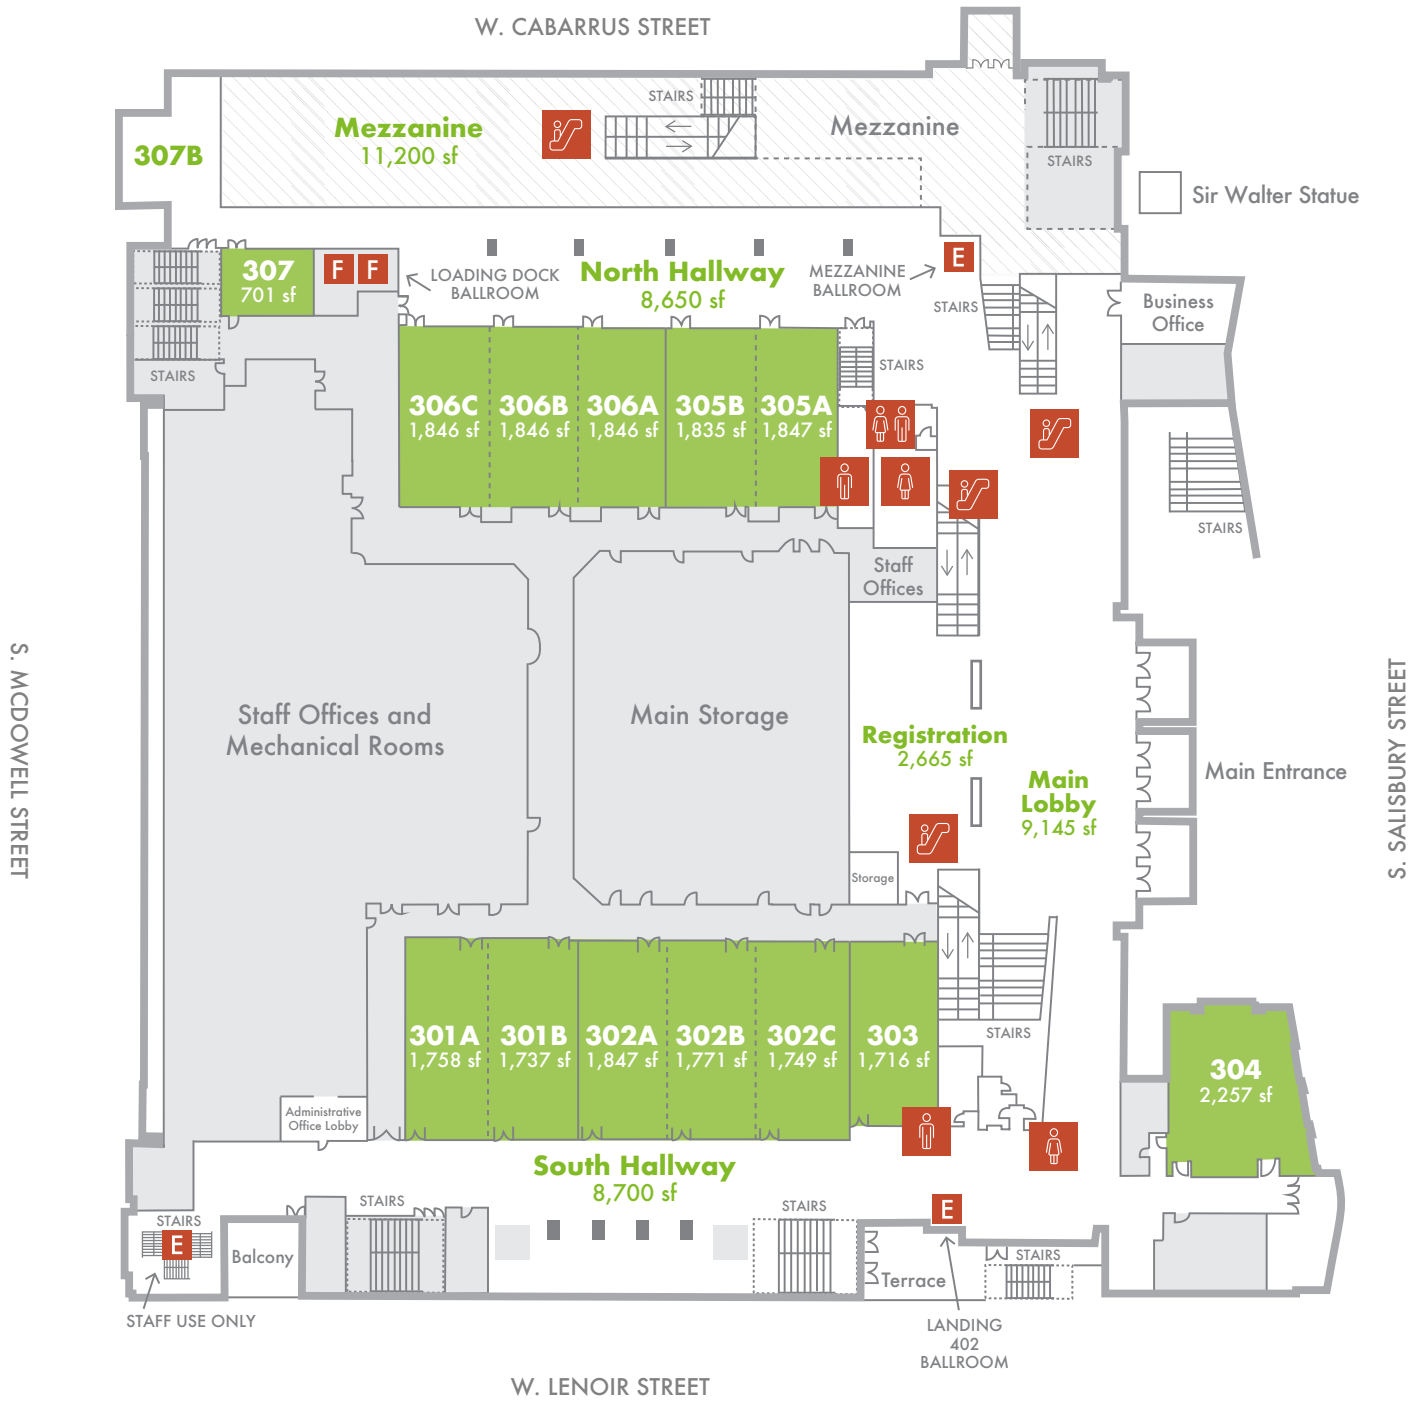 W. CABARRUS STREET
STAIRS
Mezzanine
11,200 sf
Mezzanine
307B
STAIRS
Sir Walter Statue
307
701 sf
F
F
LOADING DOCK
BALLROOM
North Hallway
8,650 sf
MEZZANINE
BALLROOM
E
STAIRS
Business
Office
STAIRS
STAIRS
306C
1,846 sf
306B
1,846 sf
306A
1,846 sf
305B
1,835 sf
305A
1,847 sf
STAIRS
Staff
Offices
S. MCDOWELL STREET
Staff Offices and
Mechanical Rooms
Main Storage
Registration
2,665 sf
Main
Lobby
9,145 sf
Main Entrance
S. SALISBURY STREET
Storage
301A
1,758 sf
301B
1,737 sf
302A
1,847 sf
302B
1,771 sf
302C
1,749 sf
303
1,716 sf
STAIRS
304
2,257 sf
Administrative
Office Lobby
South Hallway
8,700 sf
STAIRS
E
Balcony
STAIRS
STAIRS
E
Terrace
STAIRS
STAFF USE ONLY
LANDING
402
BALLROOM
W. LENOIR STREET